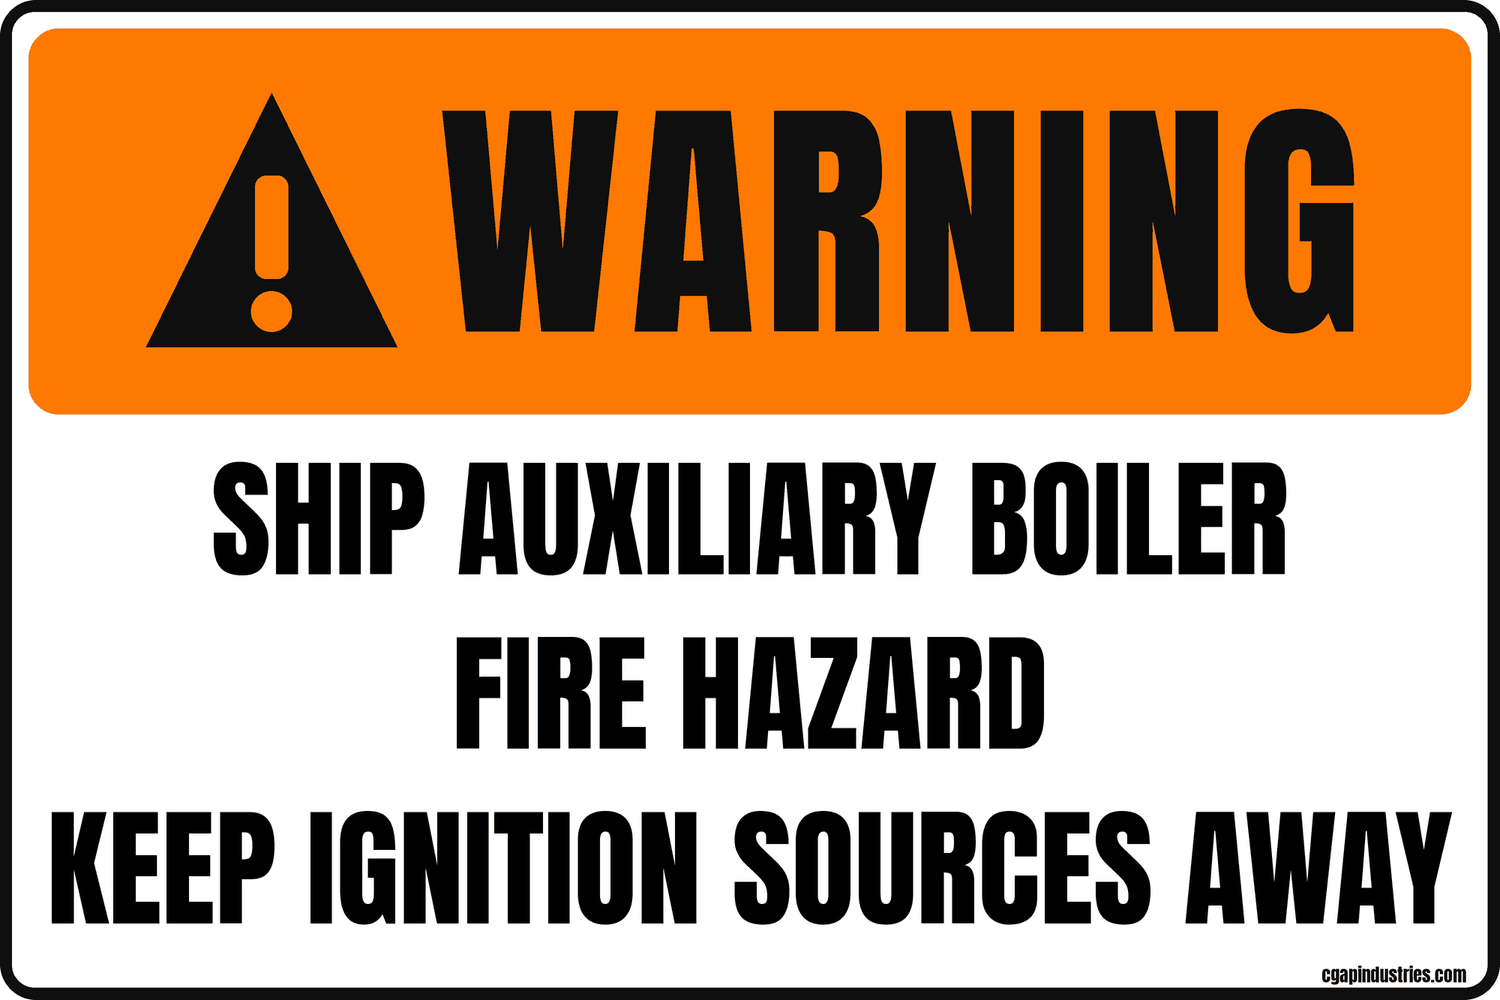 WARNING
SHIP AUXILIARY BOILER
FIRE HAZARD
KEEP IGNITION SOURCES AWAY
cgapindustries.com